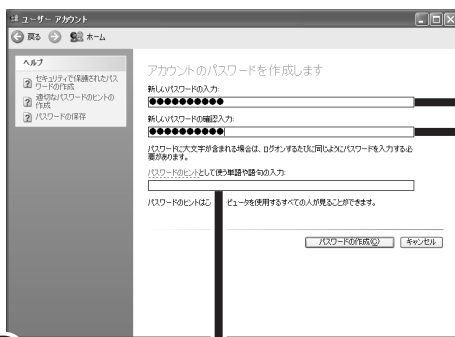 ユーザー アカウント
戻る ホーム
ヘルプ
セキュリティで保護されたパス
ワードの作成
適切なパスワードのヒントの
作成
パスワードの保存
アカウントのパスワードを作成します
新しいパスワードの入力:
●●●●●●●●●●
新しいパスワードの確認入力:
●●●●●●●●●●
パスワードに大文字が含まれる場合は、ログオンするたびに同じようにパスワードを入力する必
要があります。
パスワードのヒントとして使う単語や語句の入力:
パスワードのヒントはこ ピュータを使用するすべての人が見ることができます。
パスワードの作成(C) キャンセル